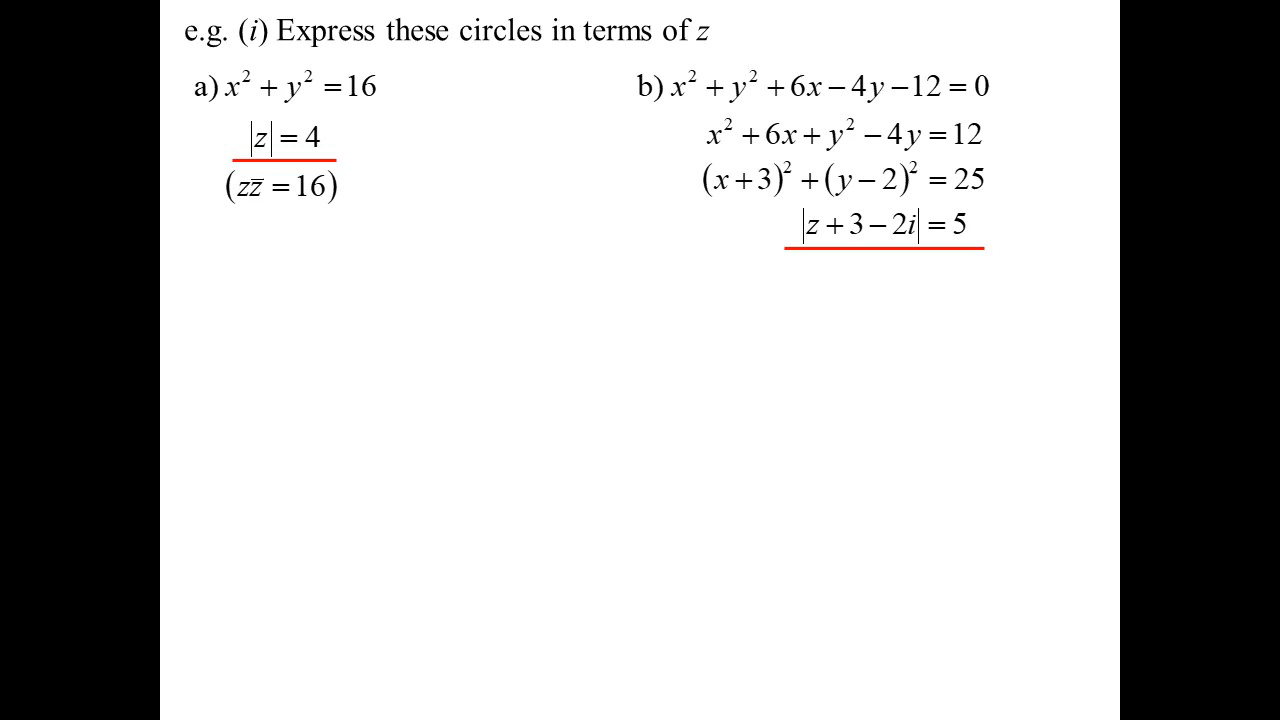 e.g. (i) Express these circles in terms of z
a) x² + y² = 16
|z| = 4
(zz̅ = 16)
b) x² + y² + 6x − 4y − 12 = 0
x² + 6x + y² − 4y = 12
(x + 3)² + (y − 2)² = 25
|z + 3 − 2i| = 5